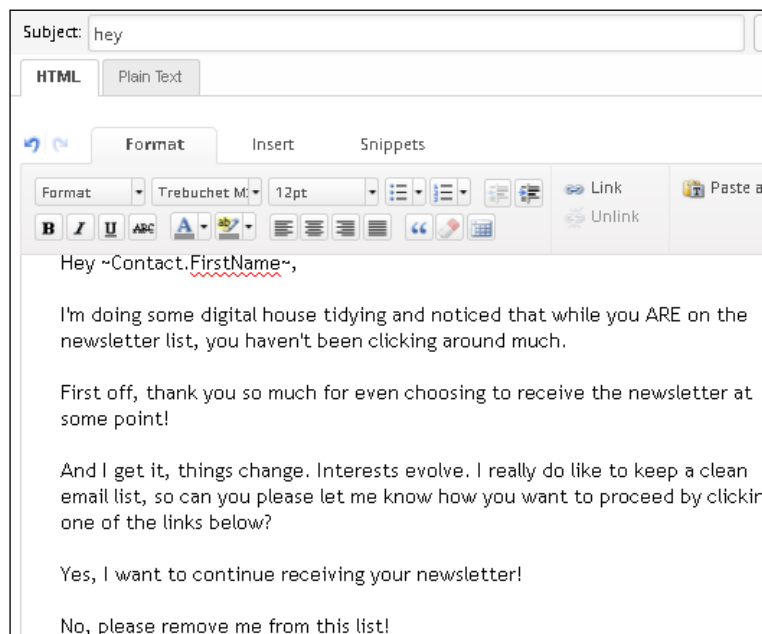 Subject: hey
HTML Plain Text
Format Insert Snippets
Format Trebuchet M 12pt Link Paste a
B I U ABC A ab Unlink
Hey ~Contact.FirstName~,
I'm doing some digital house tidying and noticed that while you ARE on the
newsletter list, you haven't been clicking around much.
First off, thank you so much for even choosing to receive the newsletter at
some point!
And I get it, things change. Interests evolve. I really do like to keep a clean
email list, so can you please let me know how you want to proceed by clickin
one of the links below?
Yes, I want to continue receiving your newsletter!
No, please remove me from this list!